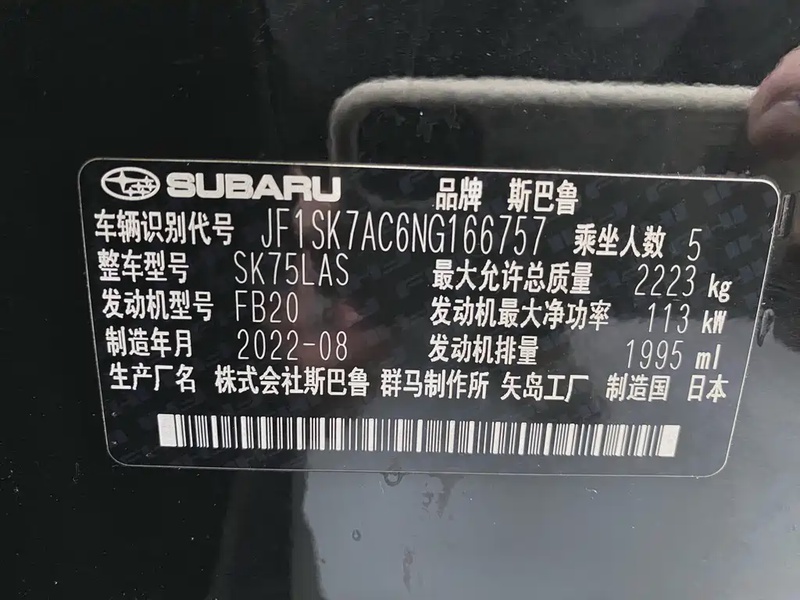 SUBARU 品牌 斯巴鲁
车辆识别代号 JF1SK7AC6NG166757 乘坐人数 5
整车型号 SK75LAS 最大允许总质量 2223 kg
发动机型号 FB20 发动机最大净功率 113 kW
制造年月 2022-08 发动机排量 1995 ml
生产厂名 株式会社斯巴鲁 群马制作所 矢岛工厂 制造国 日本